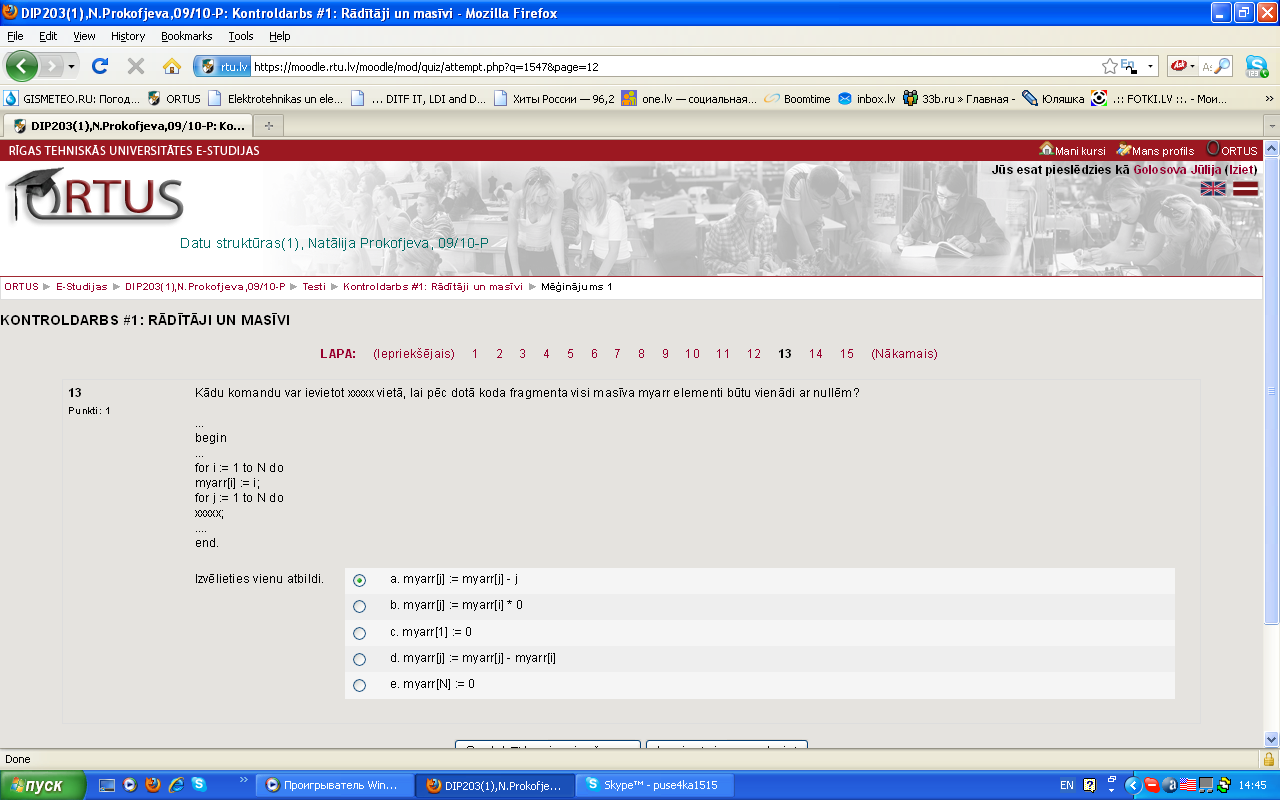 DIP203(1),N.Prokofjeva,09/10-P: Kontroldarbs #1: Rādītāji un masīvi - Mozilla Firefox
File Edit View History Bookmarks Tools Help
rtu.lv https://moodle.rtu.lv/moodle/mod/quiz/attempt.php?q=1547&page=12
GISMETEO.RU: Погод... ORTUS Elektrotehnikas un ele... ... DITF IT, LDI and D... Хиты России — 96,2 one.lv — социальная... Boomtime inbox.lv 33b.ru » Главная - Юляшка .:: FOTKI.LV ::. - Мои... »
DIP203(1),N.Prokofjeva,09/10-P: Ko...
RĪGAS TEHNISKĀS UNIVERSITĀTES E-STUDIJAS Mani kursi Mans profils ORTUS
Jūs esat pieslēdzies kā Golosova Jūlija (Iziet)
ORTUS
Datu struktūras(1), Natālija Prokofjeva, 09/10-P
ORTUS ► E-Studijas ► DIP203(1),N.Prokofjeva,09/10-P ► Testi ► Kontroldarbs #1: Rādītāji un masīvi ► Mēģinājums 1
KONTROLDARBS #1: RĀDĪTĀJI UN MASĪVI
LAPA: (Iepriekšējais) 1 2 3 4 5 6 7 8 9 10 11 12 13 14 15 (Nākamais)
13
Punkti: 1
Kādu komandu var ievietot xxxxx vietā, lai pēc dotā koda fragmenta visi masīva myarr elementi būtu vienādi ar nullēm?
...
begin
...
for i := 1 to N do
myarr[i] := i;
for j := 1 to N do
xxxxx;
....
end.
Izvēlieties vienu atbildi.
a. myarr[j] := myarr[j] - j
b. myarr[j] := myarr[i] * 0
c. myarr[1] := 0
d. myarr[j] := myarr[j] - myarr[i]
e. myarr[N] := 0
Done
пуск » Проигрыватель Win... DIP203(1),N.Prokofje... Skype™ - puse4ka1515 EN 14:45